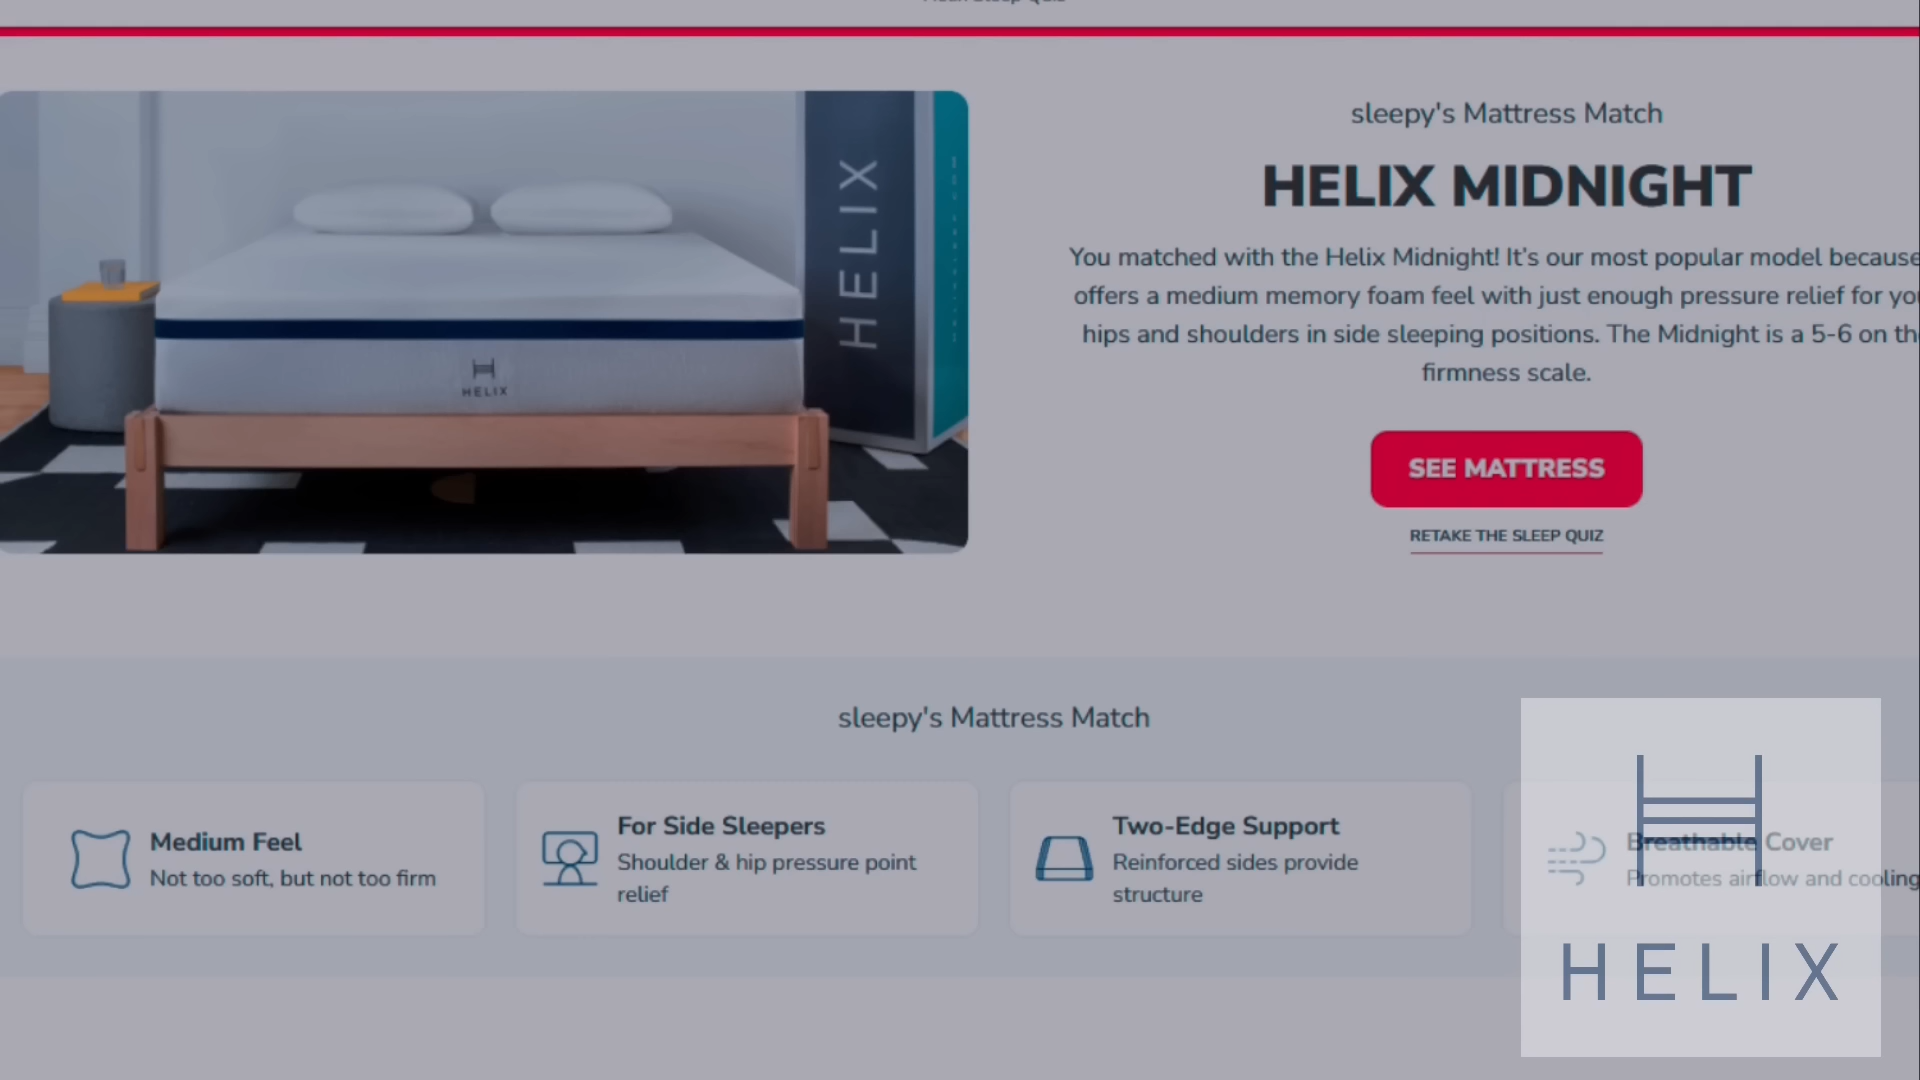 sleepy's Mattress Match
HELIX MIDNIGHT
You matched with the Helix Midnight! It's our most popular model because
offers a medium memory foam feel with just enough pressure relief for
hips and shoulders in side sleeping positions. The Midnight is a 5-6 on
firmness scale.
SEE MATTRESS
RETAKE THE SLEEP QUIZ
HELIX
HELIX
sleepy's Mattress Match
Medium Feel
Not too soft, but not too firm
For Side Sleepers
Shoulder & hip pressure point
relief
Two-Edge Support
Reinforced sides provide
structure
Breathable Cover
Promotes airflow and cooling
HELIX